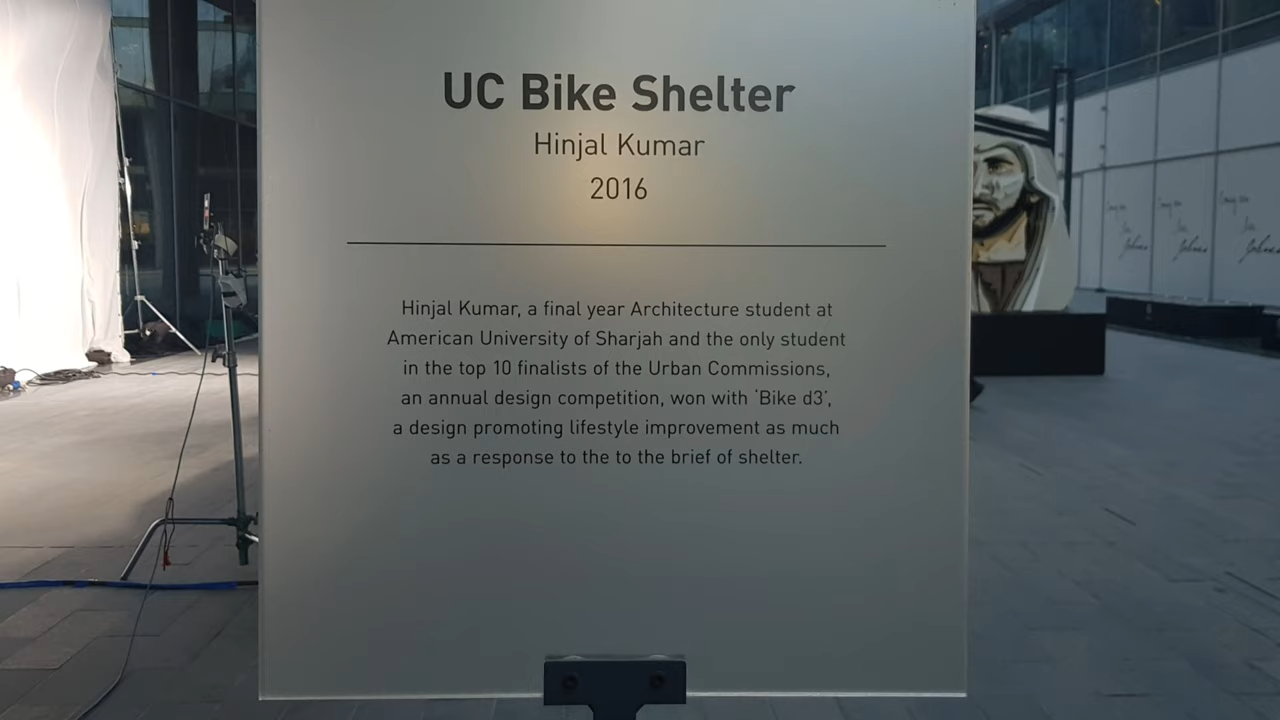 UC Bike Shelter
Hinjal Kumar
2016
Hinjal Kumar, a final year Architecture student at
American University of Sharjah and the only student
in the top 10 finalists of the Urban Commissions,
an annual design competition, won with ‘Bike d3’,
a design promoting lifestyle improvement as much
as a response to the to the brief of shelter.